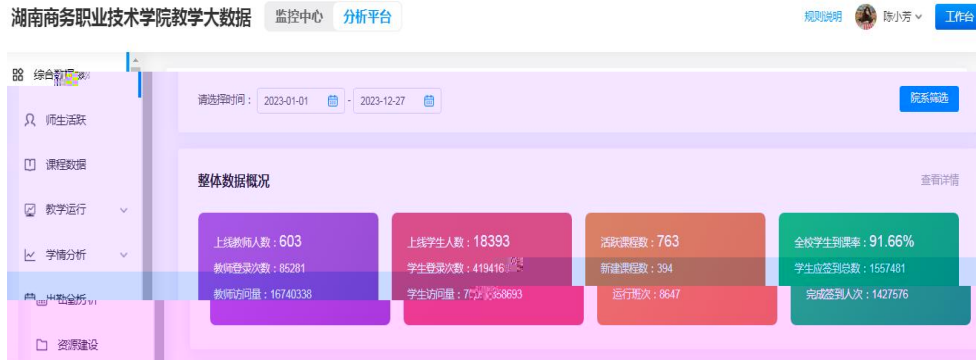 湖南商务职业技术学院教学大数据 监控中心 分析平台 规则说明 陈小芳 工作台
综合数据
请选择时间： 2023-01-01 - 2023-12-27 院系筛选
师生活跃
课程数据
整体数据概况 查看详情
教学运行
上线教师人数：603 上线学生人数：18393 活跃课程数：763 全校学生到课率：91.66%
学情分析
教师登录次数：85281 学生登录次数：419416 新建课程数：394 学生应签到总数：1557481
教师访问量：16740338 学生访问量： 运行班次：8647 完成签到人次：1427576
出勤分析
资源建设